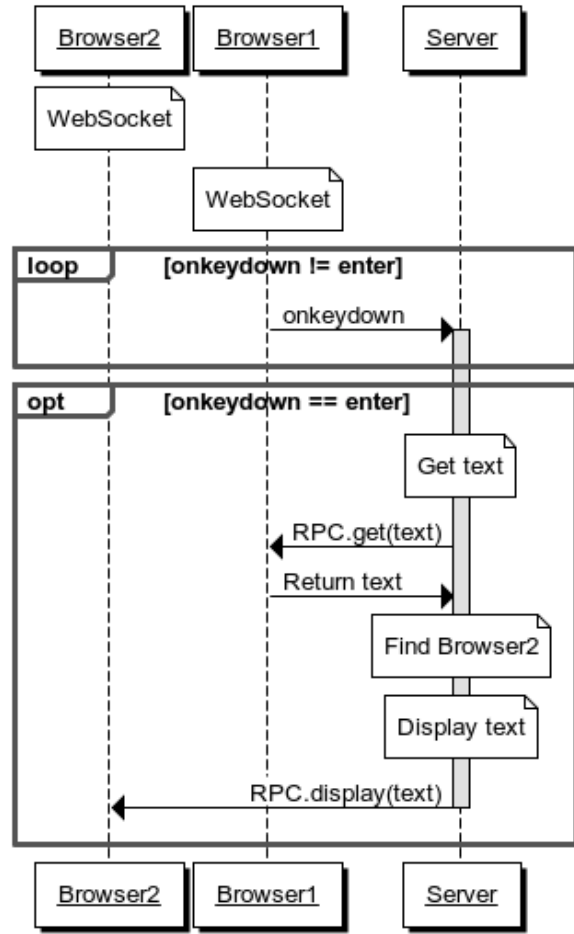 Browser2 Browser1 Server
WebSocket
WebSocket
loop [onkeydown != enter]
onkeydown
opt [onkeydown == enter]
Get text
RPC.get(text)
Return text
Find Browser2
Display text
RPC.display(text)
Browser2 Browser1 Server